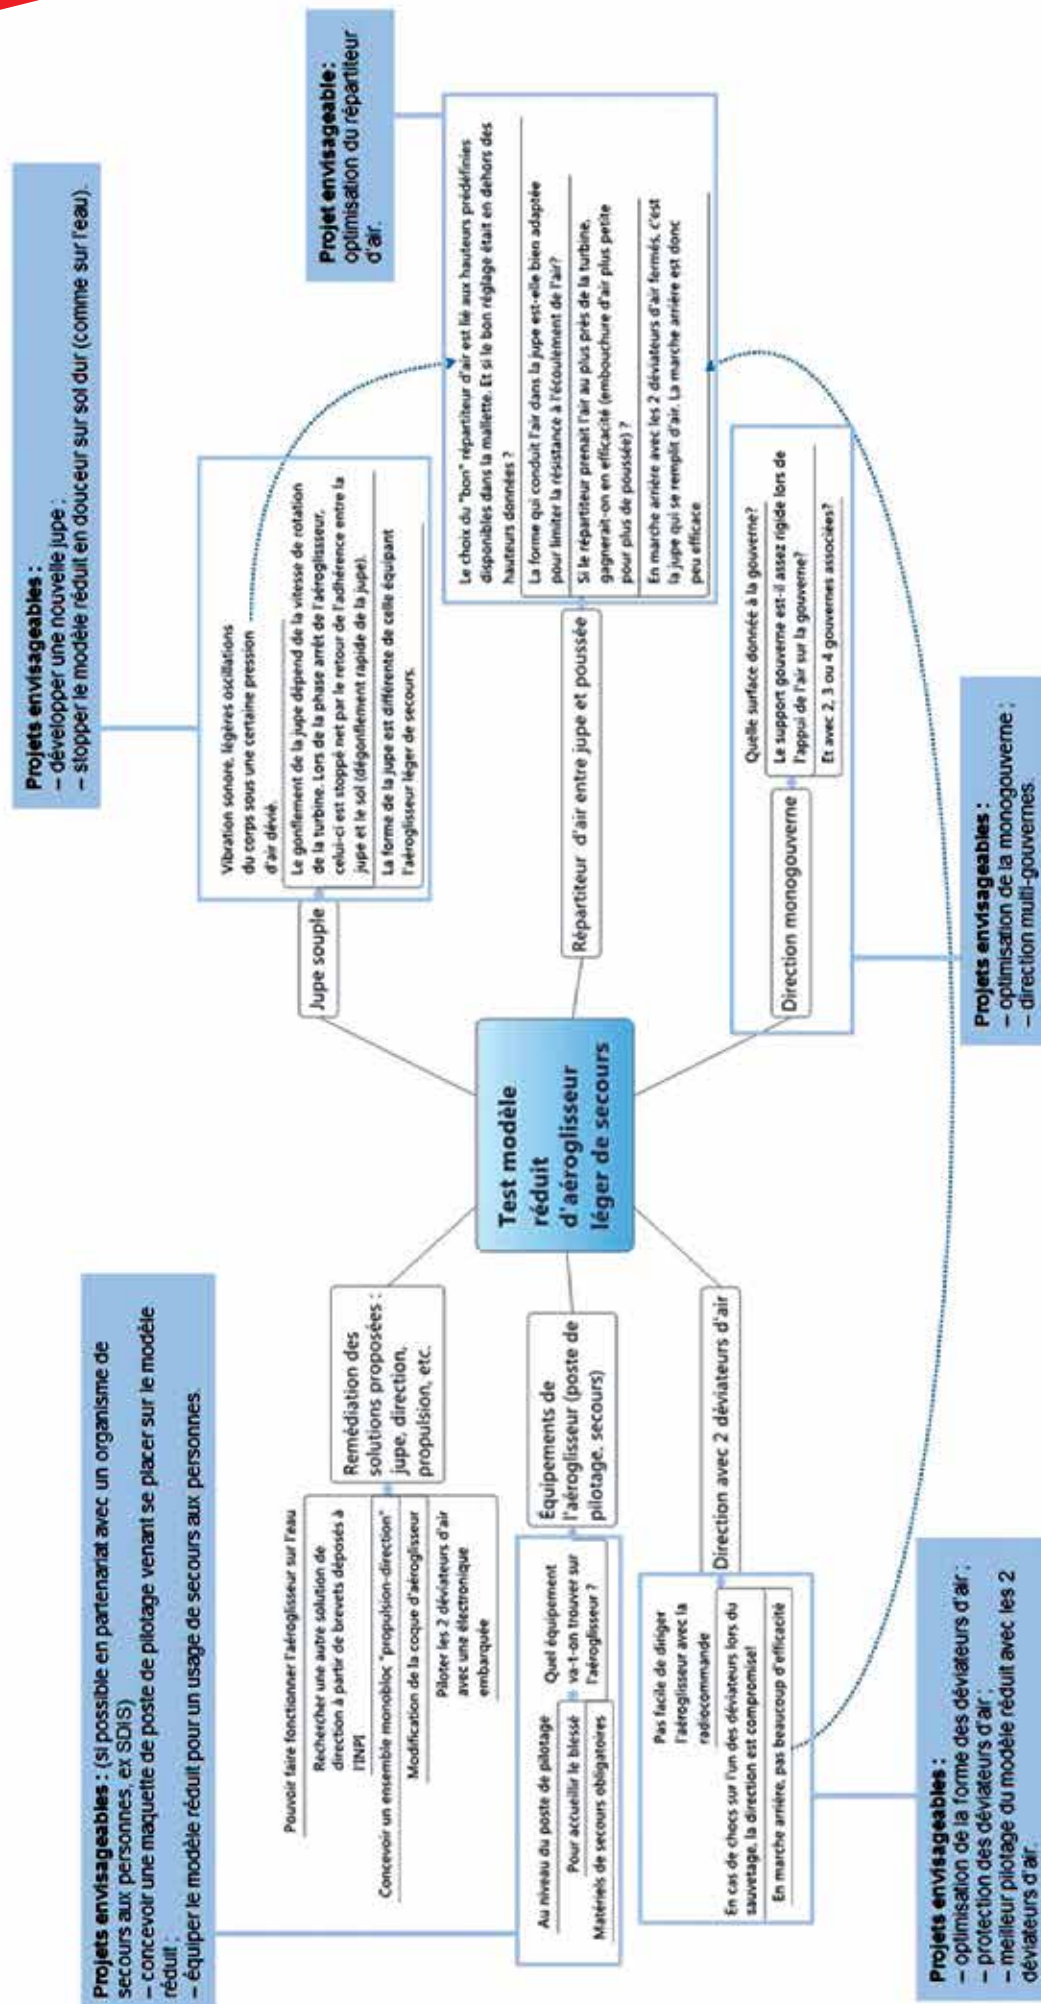 Projets envisageables : (si possible en partenariat avec un organisme de
secours aux personnes, ex SDIS)
– concevoir une maquette de poste de pilotage venant se placer sur le modèle
réduit ;
– équiper le modèle réduit pour un usage de secours aux personnes.
Projets envisageables :
– développer une nouvelle jupe ;
– stopper le modèle réduit en douceur sur sol dur (comme sur l'eau).
Pouvoir faire fonctionner l'aéroglisseur sur l'eau
Rechercher une autre solution de
direction à partir de brevets déposés à
l'INPI
Concevoir un ensemble monobloc "propulsion-direction"
Modification de la coque d'aéroglisseur
Piloter les 2 déviateurs d'air
avec une électronique
embarquée
Remédiation des
solutions proposées :
jupe, direction,
propulsion, etc.
Jupe souple
Vibration sonore, légères oscillations
du corps sous une certaine pression
d'air dévié.
Le gonflement de la jupe dépend de la vitesse de rotation
de la turbine. Lors de la phase arrêt de l'aéroglissseur,
celui-ci est stoppé net par le retour de l'adhérence entre la
jupe et le sol (dégonflement rapide de la jupe).
La forme de la jupe est différente de celle équipant
l'aéroglisseur léger de secours.
Projet envisageable :
optimisation du répartiteur
d'air.
Au niveau du poste de pilotage
Pour accueillir le blessé
Matériels de secours obligatoires
Quel équipement
va-t-on trouver sur
l'aéroglisseur ?
Équipements de
l'aéroglisseur (poste de
pilotage, secours)
Test modèle
réduit
d'aéroglisseur
léger de secours
Répartiteur d'air entre jupe et poussée
Le choix du "bon" répartiteur d'air est lié aux hauteurs prédéfinies
disponibles dans la mallette. Et si le bon réglage était en dehors des
hauteurs données ?
La forme qui conduit l'air dans la jupe est-elle bien adaptée
pour limiter la résistance à l'écoulement de l'air?
Si le répartiteur prenait l'air au plus près de la turbine,
gagnerait-on en efficacité (embouchure d'air plus petite
pour plus de poussée) ?
En marche arrière avec les 2 déviateurs d'air fermés, c'est
la jupe qui se remplit d'air. La marche arrière est donc
peu efficace
Pas facile de diriger
l'aéroglisseur avec la
radiocommande
En cas de chocs sur l'un des déviateurs lors du
sauvetage, la direction est compromise!
En marche arrière, pas beaucoup d'efficacité
Direction avec 2 déviateurs d'air
Direction monogouverne
Quelle surface donnée à la gouverne?
Le support gouverne est-il assez rigide lors de
l'appui de l'air sur la gouverne?
Et avec 2, 3 ou 4 gouvernes associées?
Projets envisageables :
– optimisation de la forme des déviateurs d'air ;
– protection des déviateurs d'air ;
– meilleur pilotage du modèle réduit avec les 2
déviateurs d'air.
Projets envisageables :
– optimisation de la monogouverne ;
– direction multi-gouvernes.